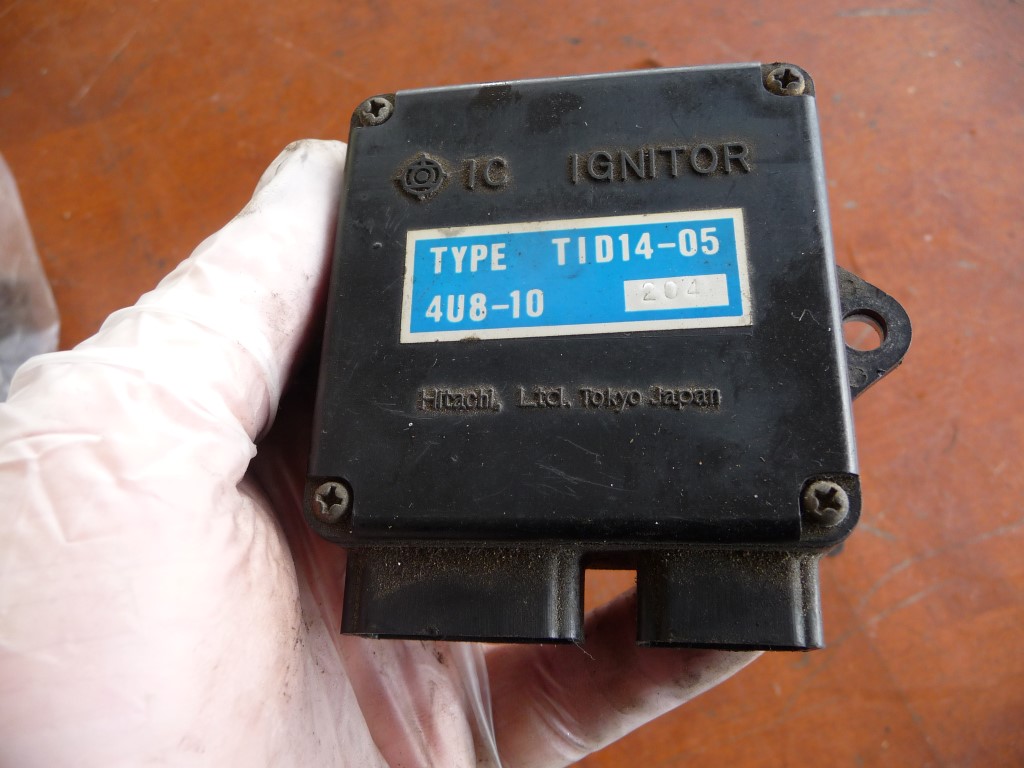 IC IGNITOR
TYPE TID14-05
4U8-10 204
Hitachi, Ltd. Tokyo Japan